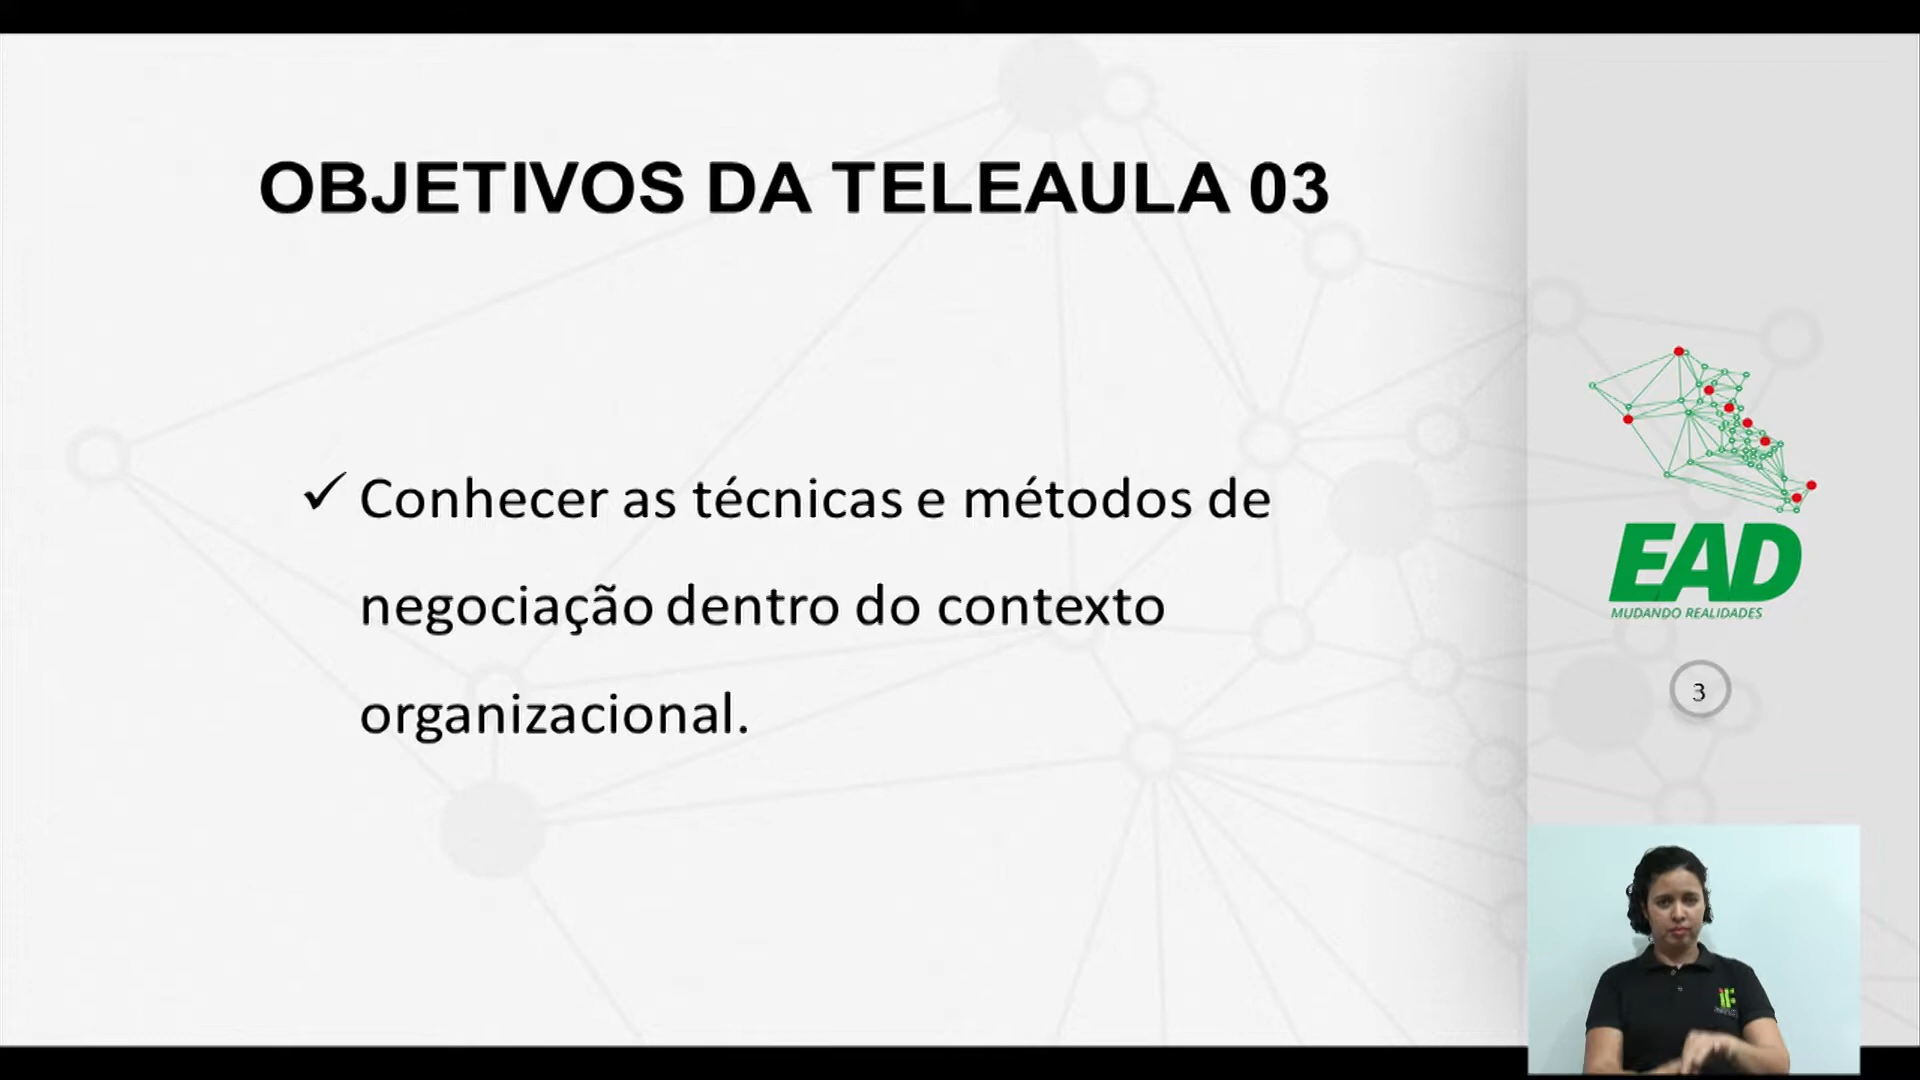 OBJETIVOS DA TELEAULA 03
✓ Conhecer as técnicas e métodos de
negociação dentro do contexto
organizacional.
EAD
MUDANDO REALIDADES
3